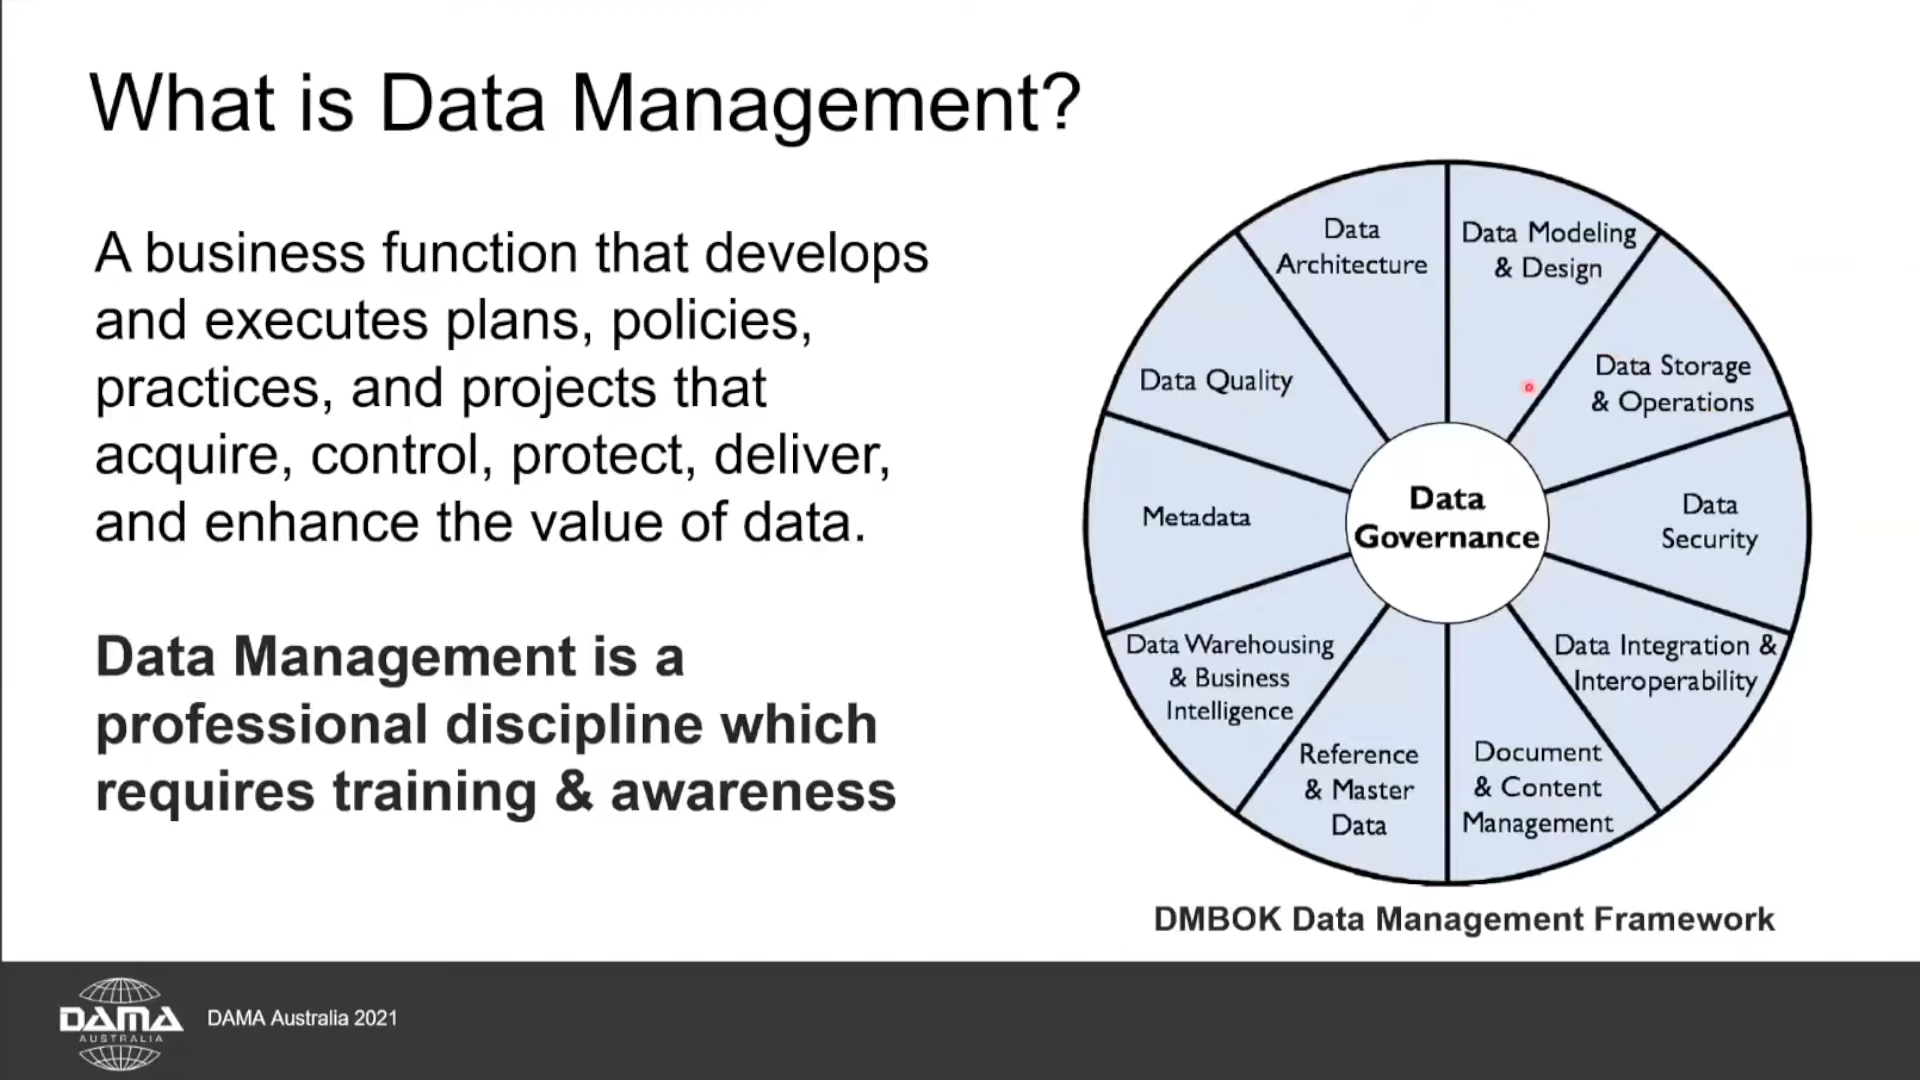 What is Data Management?
A business function that develops
and executes plans, policies,
practices, and projects that
acquire, control, protect, deliver,
and enhance the value of data.
Data Management is a
professional discipline which
requires training & awareness
Data
Architecture
Data Modeling
& Design
Data Storage
& Operations
Data
Security
Data Integration &
Interoperability
Document
& Content
Management
Reference
& Master
Data
Data Warehousing
& Business
Intelligence
Metadata
Data Quality
Data
Governance
DMBOK Data Management Framework
DAMA
AUSTRALIA
DAMA Australia 2021